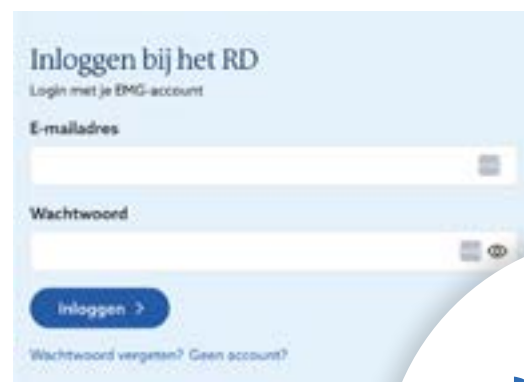 Inloggen bij het RD
Login met je EMG-account
E-mailadres
Wachtwoord
Inloggen >
Wachtwoord vergeten? Geen account?